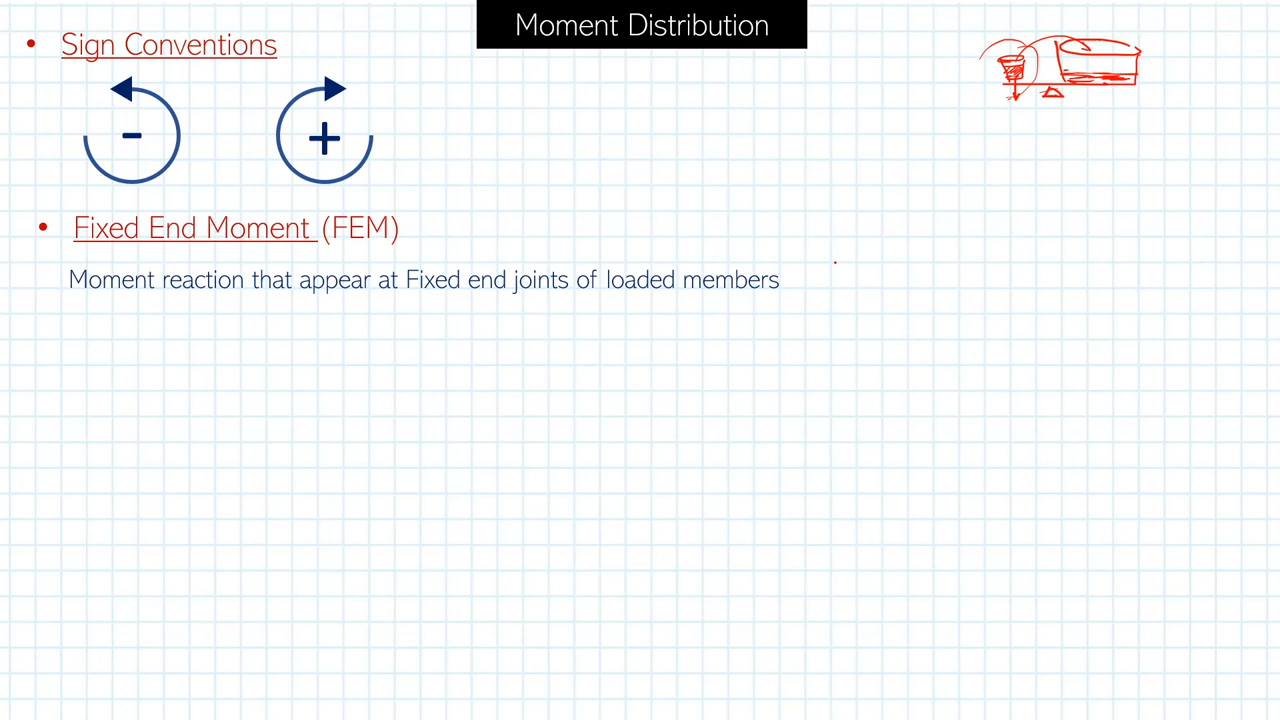 Moment Distribution
• Sign Conventions
- +
• Fixed End Moment (FEM)
Moment reaction that appear at Fixed end joints of loaded members